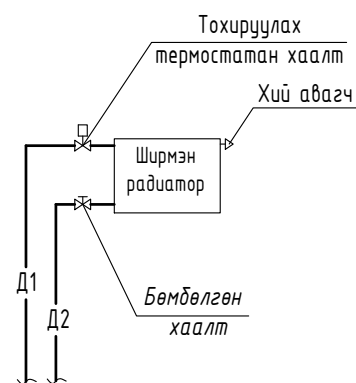 Тохируулах
термостатан хаалт
Хий авагч
Ширмэн
радиатор
Д1
Д2
Бөмбөлгөн
хаалт